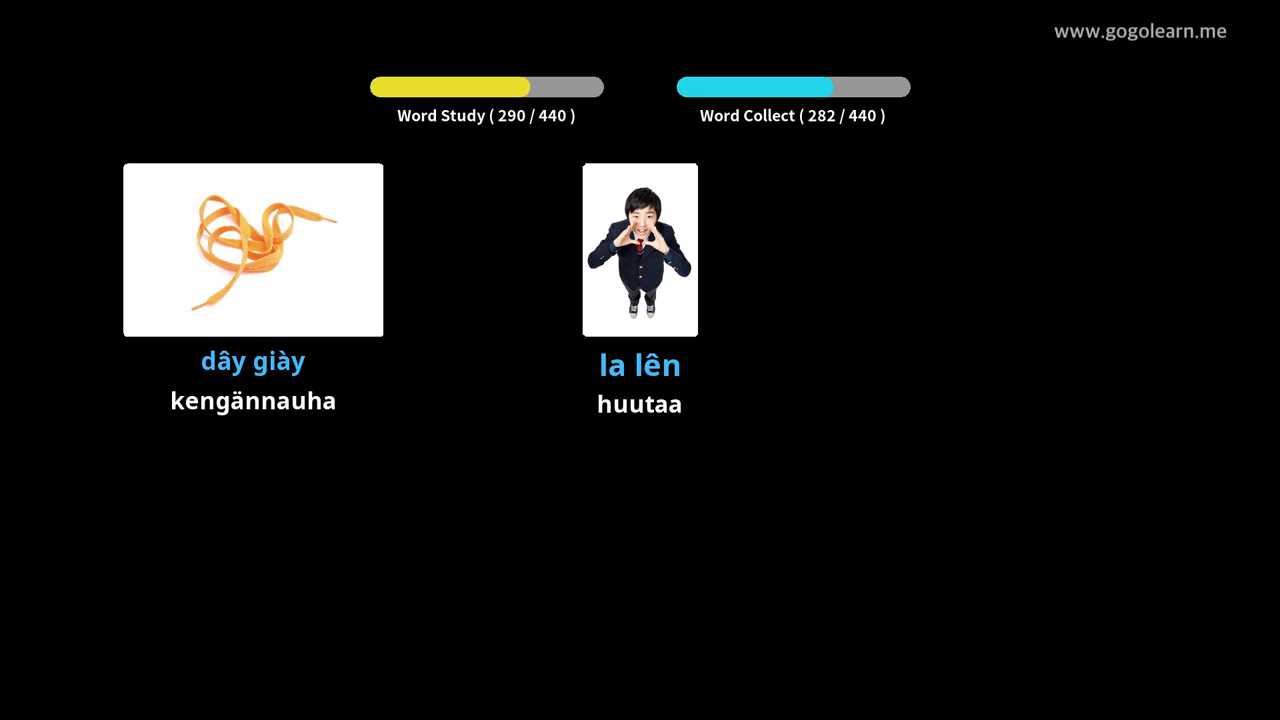 www.gogolearn.me
Word Study ( 290 / 440 )
Word Collect ( 282 / 440 )
dây giày
kengännauha
la lên
huutaa